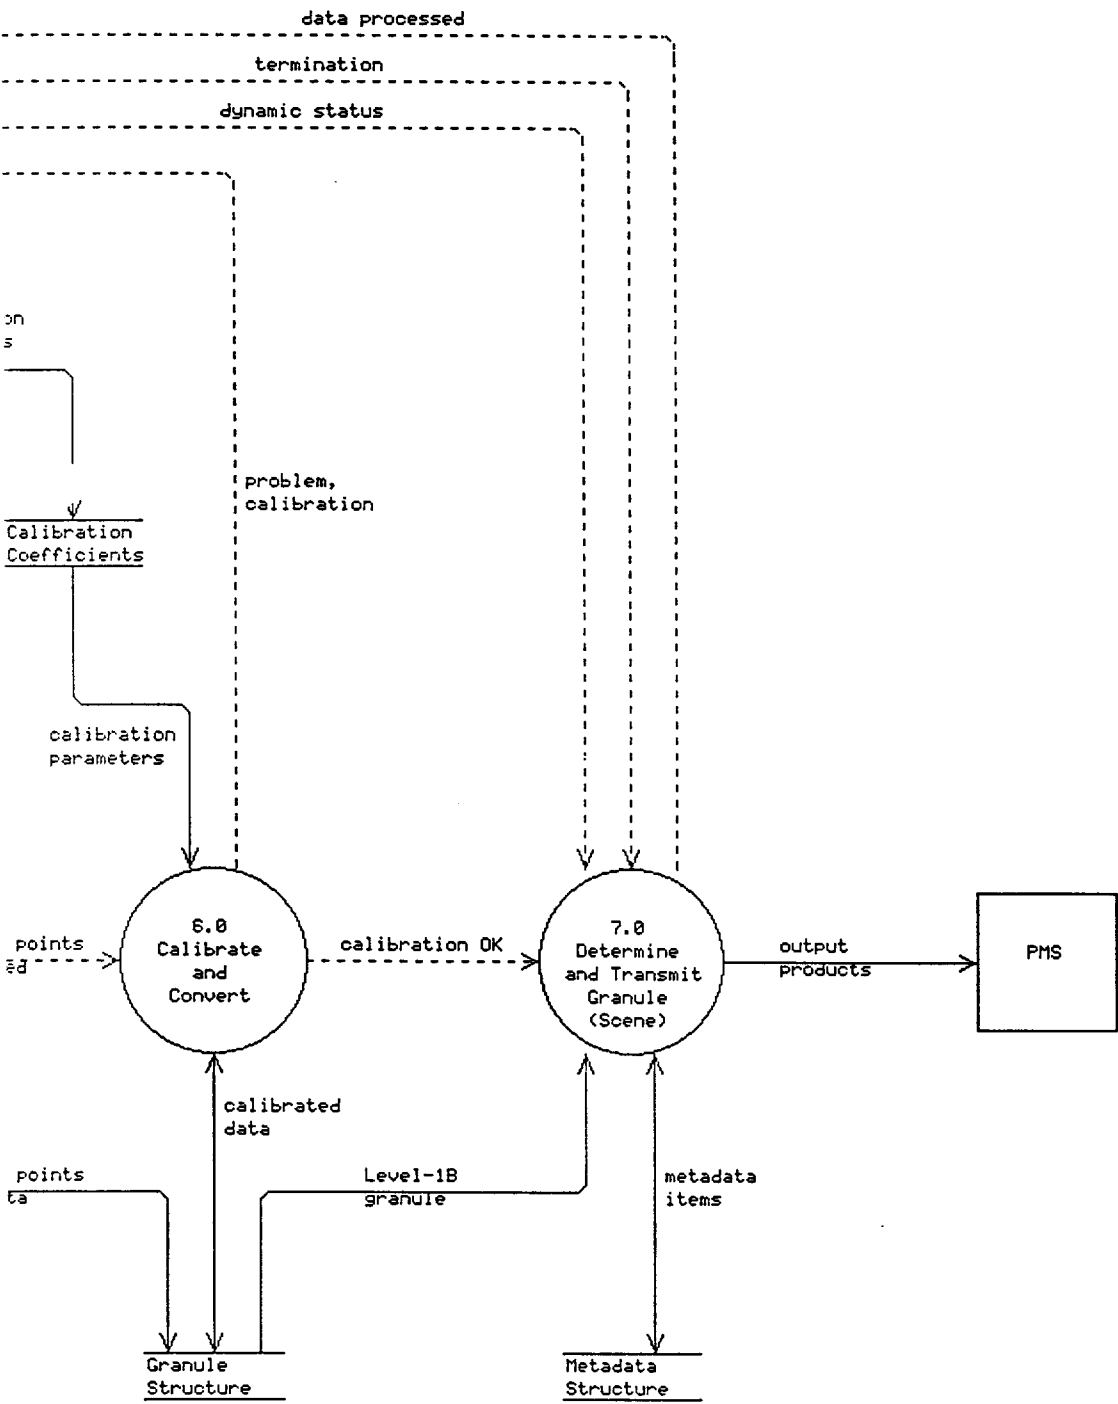 data processed
termination
dynamic status
problem,
calibration
Calibration
Coefficients
calibration
parameters
6.0
Calibrate
and
Convert
points
calibration OK
7.0
Determine
and Transmit
Granule
(Scene)
output
products
PMS
calibrated
data
points
Level-1B
granule
metadata
items
Granule
Structure
Metadata
Structure